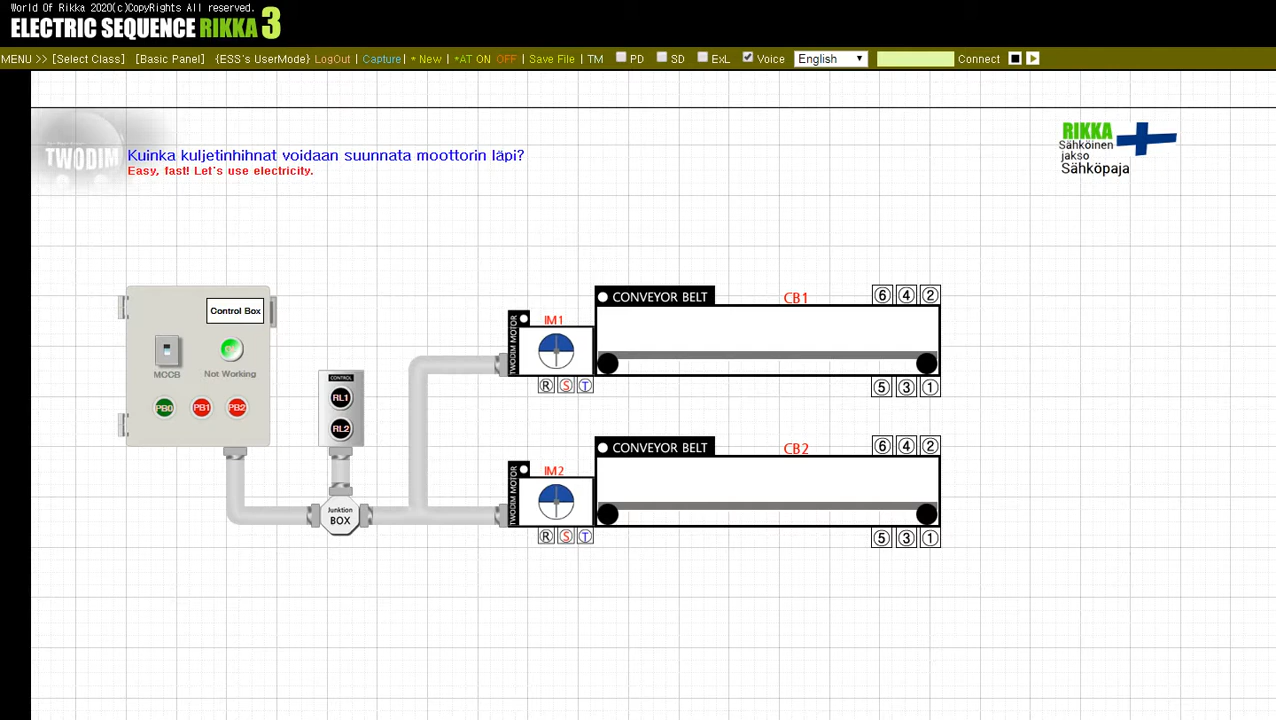 World Of Rikka 2020(c)CopyRights All reserved.
ELECTRIC SEQUENCE RIKKA 3
MENU >> [Select Class] [Basic Panel] {ESS's UserMode} LogOut | Capture | * New | *AT ON OFF | Save File | TM PD SD ExL Voice English Connect
TWODIM
Kuinka kuljetinhihnat voidaan suunnata moottorin läpi?
Easy, fast! Let's use electricity.
RIKKA
Sähköinen
jakso
Sähköpaja
Control Box
MCCB
Not Working
PB0 PB1 PB2
CONTROL
RL1
RL2
Junktion
BOX
TWODIM MOTOR
IM1
R S T
CONVEYOR BELT
CB1
6 4 2
5 3 1
TWODIM MOTOR
IM2
R S T
CONVEYOR BELT
CB2
6 4 2
5 3 1